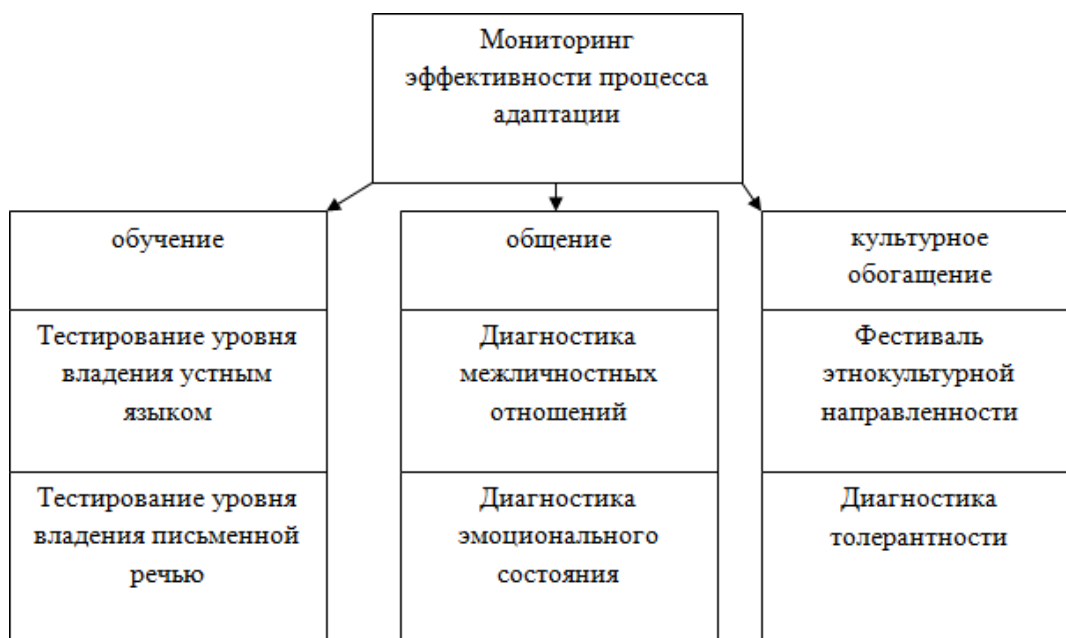 Мониторинг
эффективности процесса
адаптации
обучение
общение
культурное
обогащение
Тестирование уровня
владения устным
языком
Диагностика
межличностных
отношений
Фестиваль
этнокультурной
направленности
Тестирование уровня
владения письменной
речью
Диагностика
эмоционального
состояния
Диагностика
толерантности